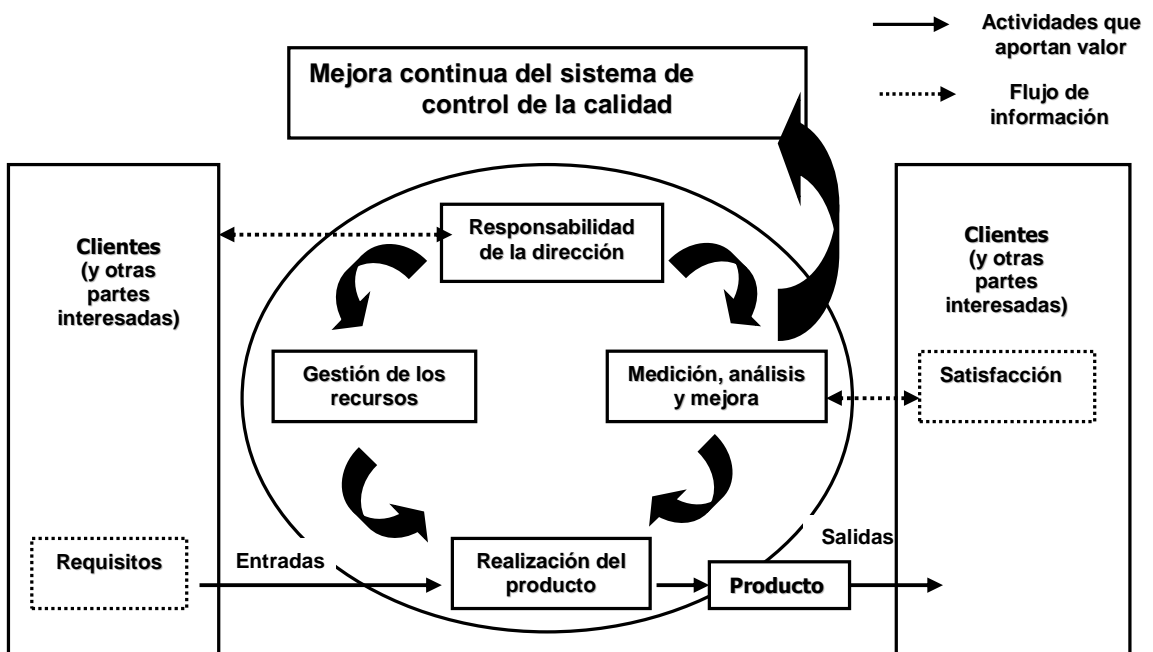 Actividades que
aportan valor
Flujo de
información
Mejora continua del sistema de
control de la calidad
Clientes
(y otras
partes
interesadas)
Requisitos
Entradas
Responsabilidad
de la dirección
Gestión de los
recursos
Medición, análisis
y mejora
Realización del
producto
Producto
Salidas
Clientes
(y otras
partes
interesadas)
Satisfacción